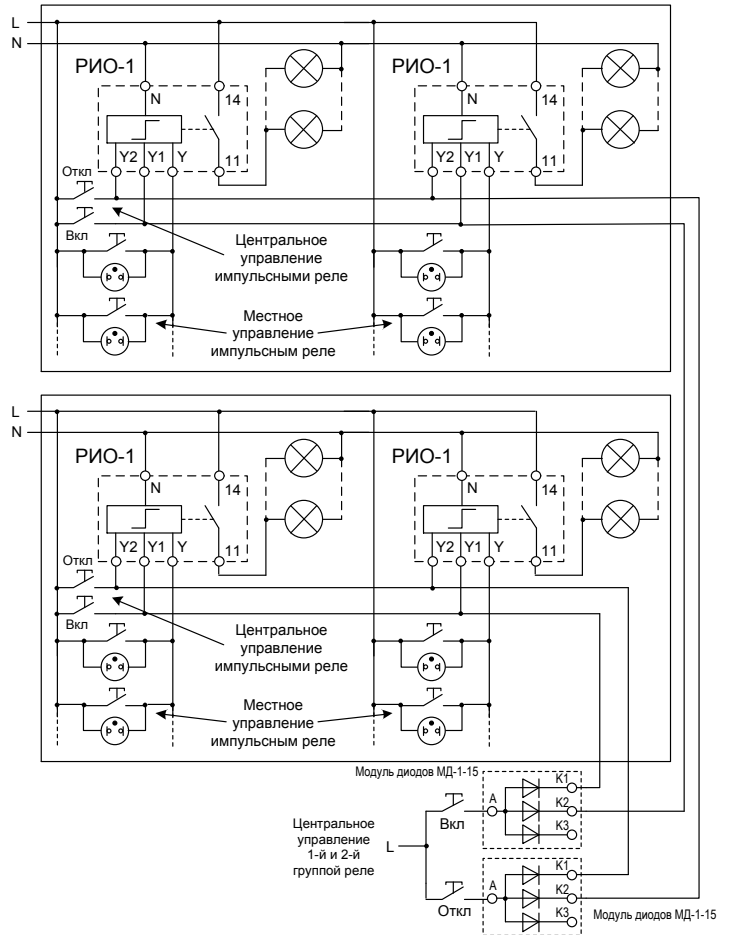 L
N
РИО-1
РИО-1
N
14
N
14
Y2 Y1 Y
11
Y2 Y1 Y
11
Откл
Вкл
Центральное
управление
импульсными реле
Местное
управление
импульсным реле
L
N
РИО-1
РИО-1
N
14
N
14
Y2 Y1 Y
11
Y2 Y1 Y
11
Откл
Вкл
Центральное
управление
импульсными реле
Местное
управление
импульсным реле
Модуль диодов МД-1-15
K1
A
K2
K3
Вкл
Центральное
управление
1-й и 2-й
группой реле
L
K1
A
K2
K3
Откл
Модуль диодов МД-1-15